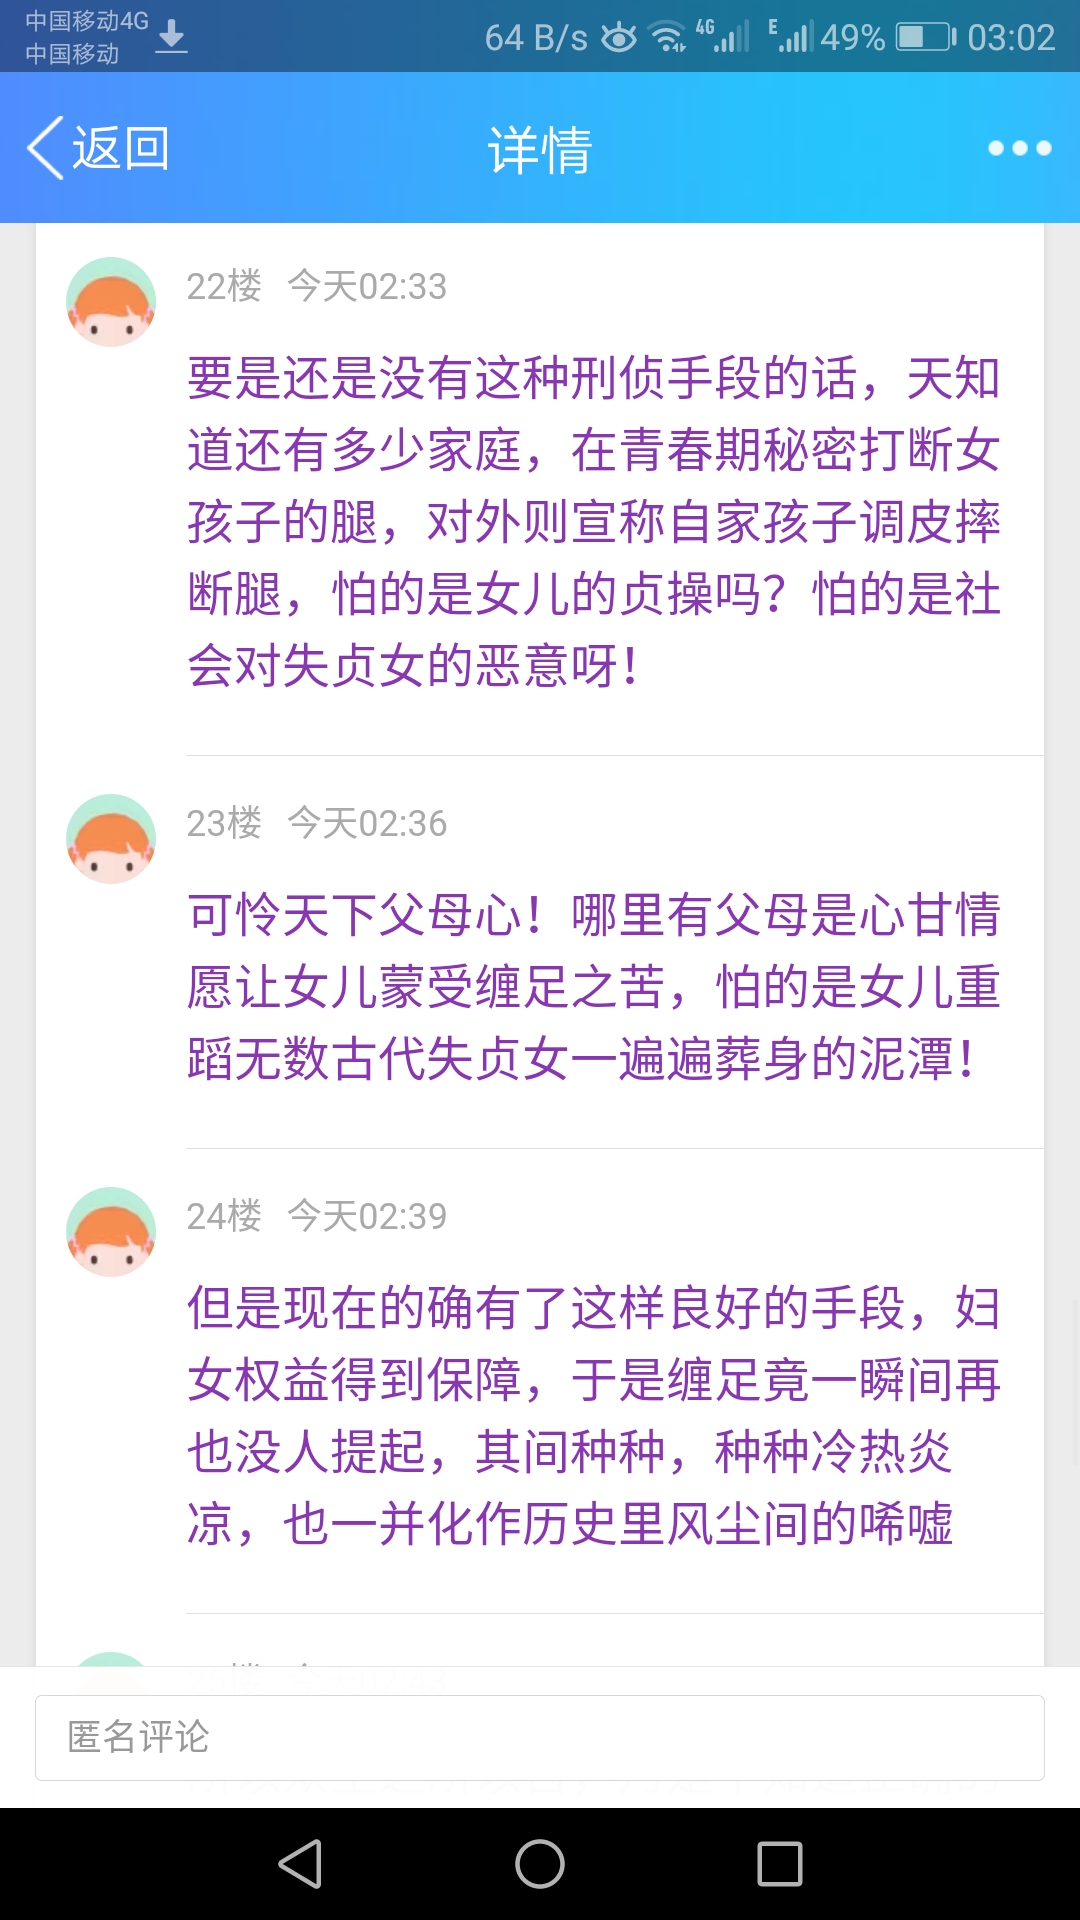 中国移动4G
中国移动
64 B/s
4G
E
49%
03:02
返回
详情
22楼 今天02:33
要是还是没有这种刑侦手段的话，天知
道还有多少家庭，在青春期秘密打断女
孩子的腿，对外则宣称自家孩子调皮摔
断腿，怕的是女儿的贞操吗？怕的是社
会对失贞女的恶意呀！
23楼 今天02:36
可怜天下父母心！哪里有父母是心甘情
愿让女儿蒙受缠足之苦，怕的是女儿重
蹈无数古代失贞女一遍遍葬身的泥潭！
24楼 今天02:39
但是现在的确有了这样良好的手段，妇
女权益得到保障，于是缠足竟一瞬间再
也没人提起，其间种种，种种冷热炎
凉，也一并化作历史里风尘间的唏嘘
匿名评论